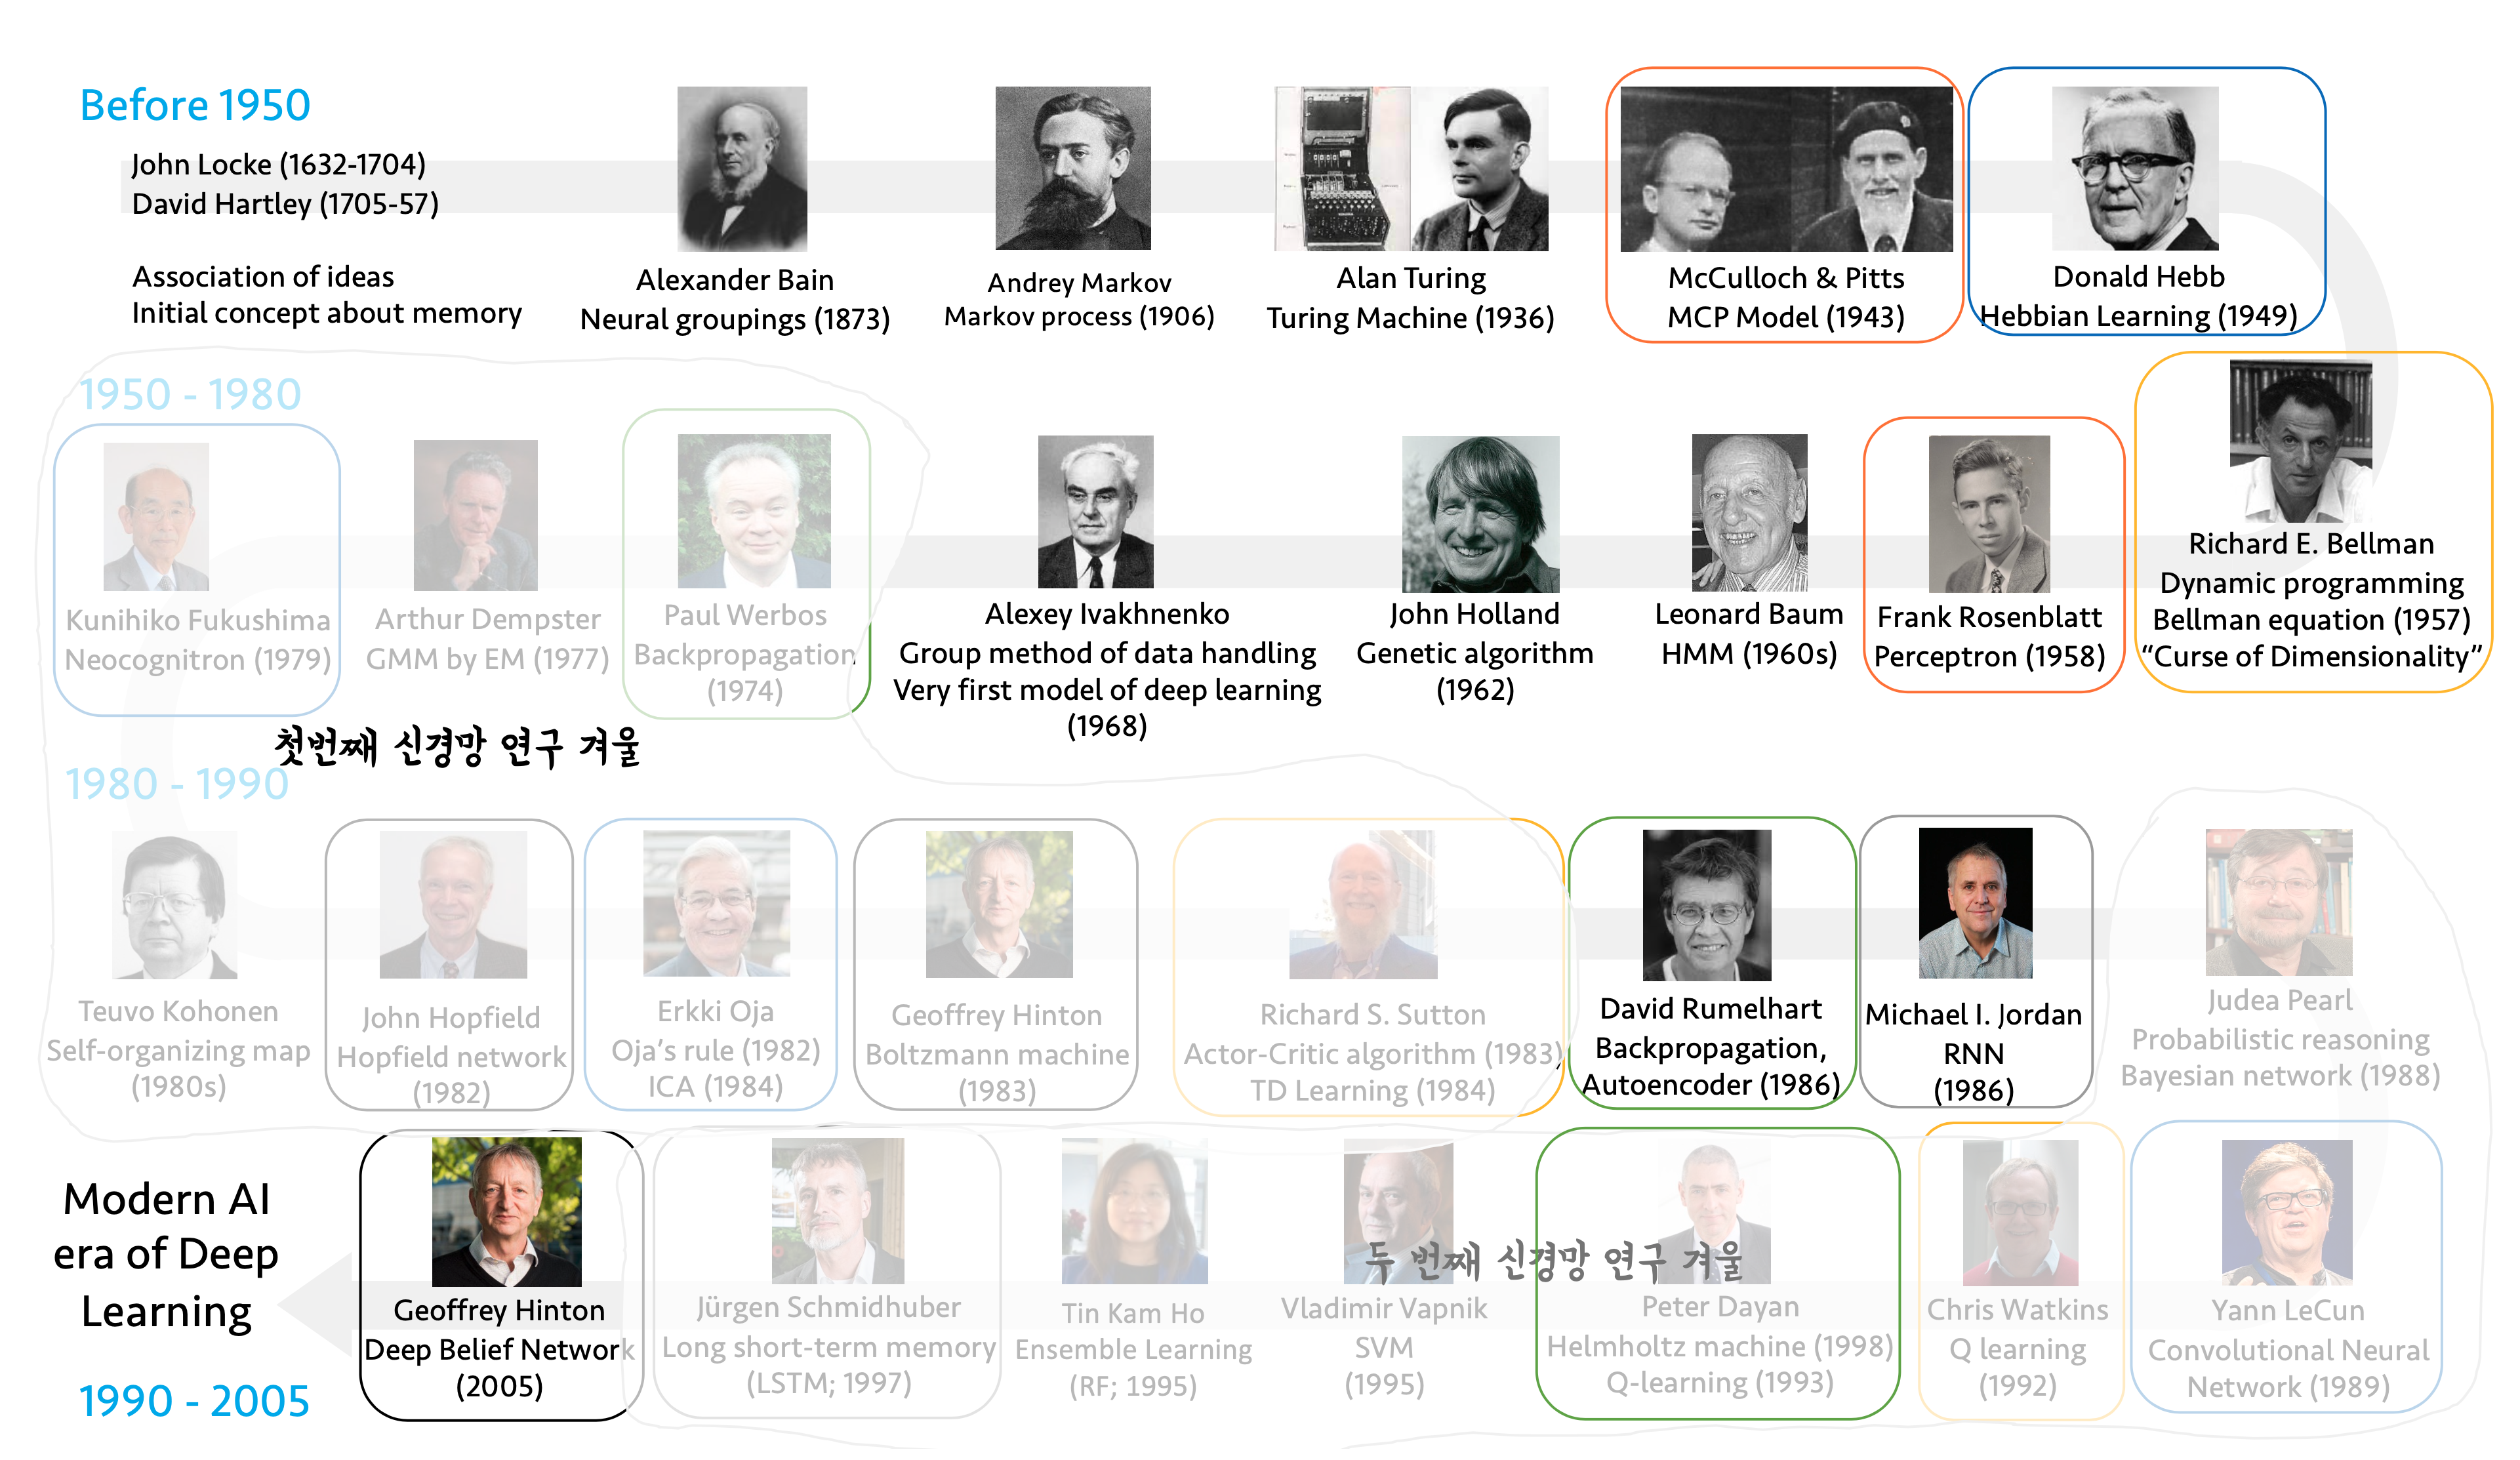 Before 1950
John Locke (1632-1704)
David Hartley (1705-57)
Association of ideas
Initial concept about memory
Alexander Bain
Neural groupings (1873)
Andrey Markov
Markov process (1906)
Alan Turing
Turing Machine (1936)
McCulloch & Pitts
MCP Model (1943)
Donald Hebb
Hebbian Learning (1949)
1950 - 1980
Kunihiko Fukushima
Neocognitron (1979)
Arthur Dempster
GMM by EM (1977)
Paul Werbos
Backpropagation
(1974)
Alexey Ivakhnenko
Group method of data handling
Very first model of deep learning
(1968)
John Holland
Genetic algorithm
(1962)
Leonard Baum
HMM (1960s)
Frank Rosenblatt
Perceptron (1958)
Richard E. Bellman
Dynamic programming
Bellman equation (1957)
“Curse of Dimensionality”
첫번째 신경망 연구 겨울
1980 - 1990
Teuvo Kohonen
Self-organizing map
(1980s)
John Hopfield
Hopfield network
(1982)
Erkki Oja
Oja’s rule (1982)
ICA (1984)
Geoffrey Hinton
Boltzmann machine
(1983)
Richard S. Sutton
Actor-Critic algorithm (1983)
TD Learning (1984)
David Rumelhart
Backpropagation,
Autoencoder (1986)
Michael I. Jordan
RNN
(1986)
Judea Pearl
Probabilistic reasoning
Bayesian network (1988)
Modern AI
era of Deep
Learning
1990 - 2005
Geoffrey Hinton
Deep Belief Network
(2005)
Jürgen Schmidhuber
Long short-term memory
(LSTM; 1997)
Tin Kam Ho
Ensemble Learning
(RF; 1995)
Vladimir Vapnik
SVM
(1995)
두 번째 신경망 연구 겨울
Peter Dayan
Helmholtz machine (1998)
Q-learning (1993)
Chris Watkins
Q learning
(1992)
Yann LeCun
Convolutional Neural
Network (1989)